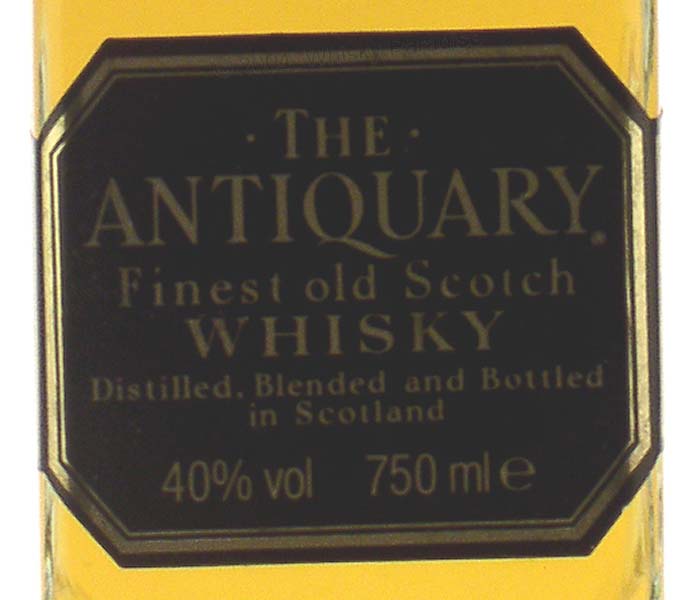 · THE ·
ANTIQUARY®
Finest old Scotch
WHISKY
Distilled, Blended and Bottled
in Scotland
40% vol 750 ml e